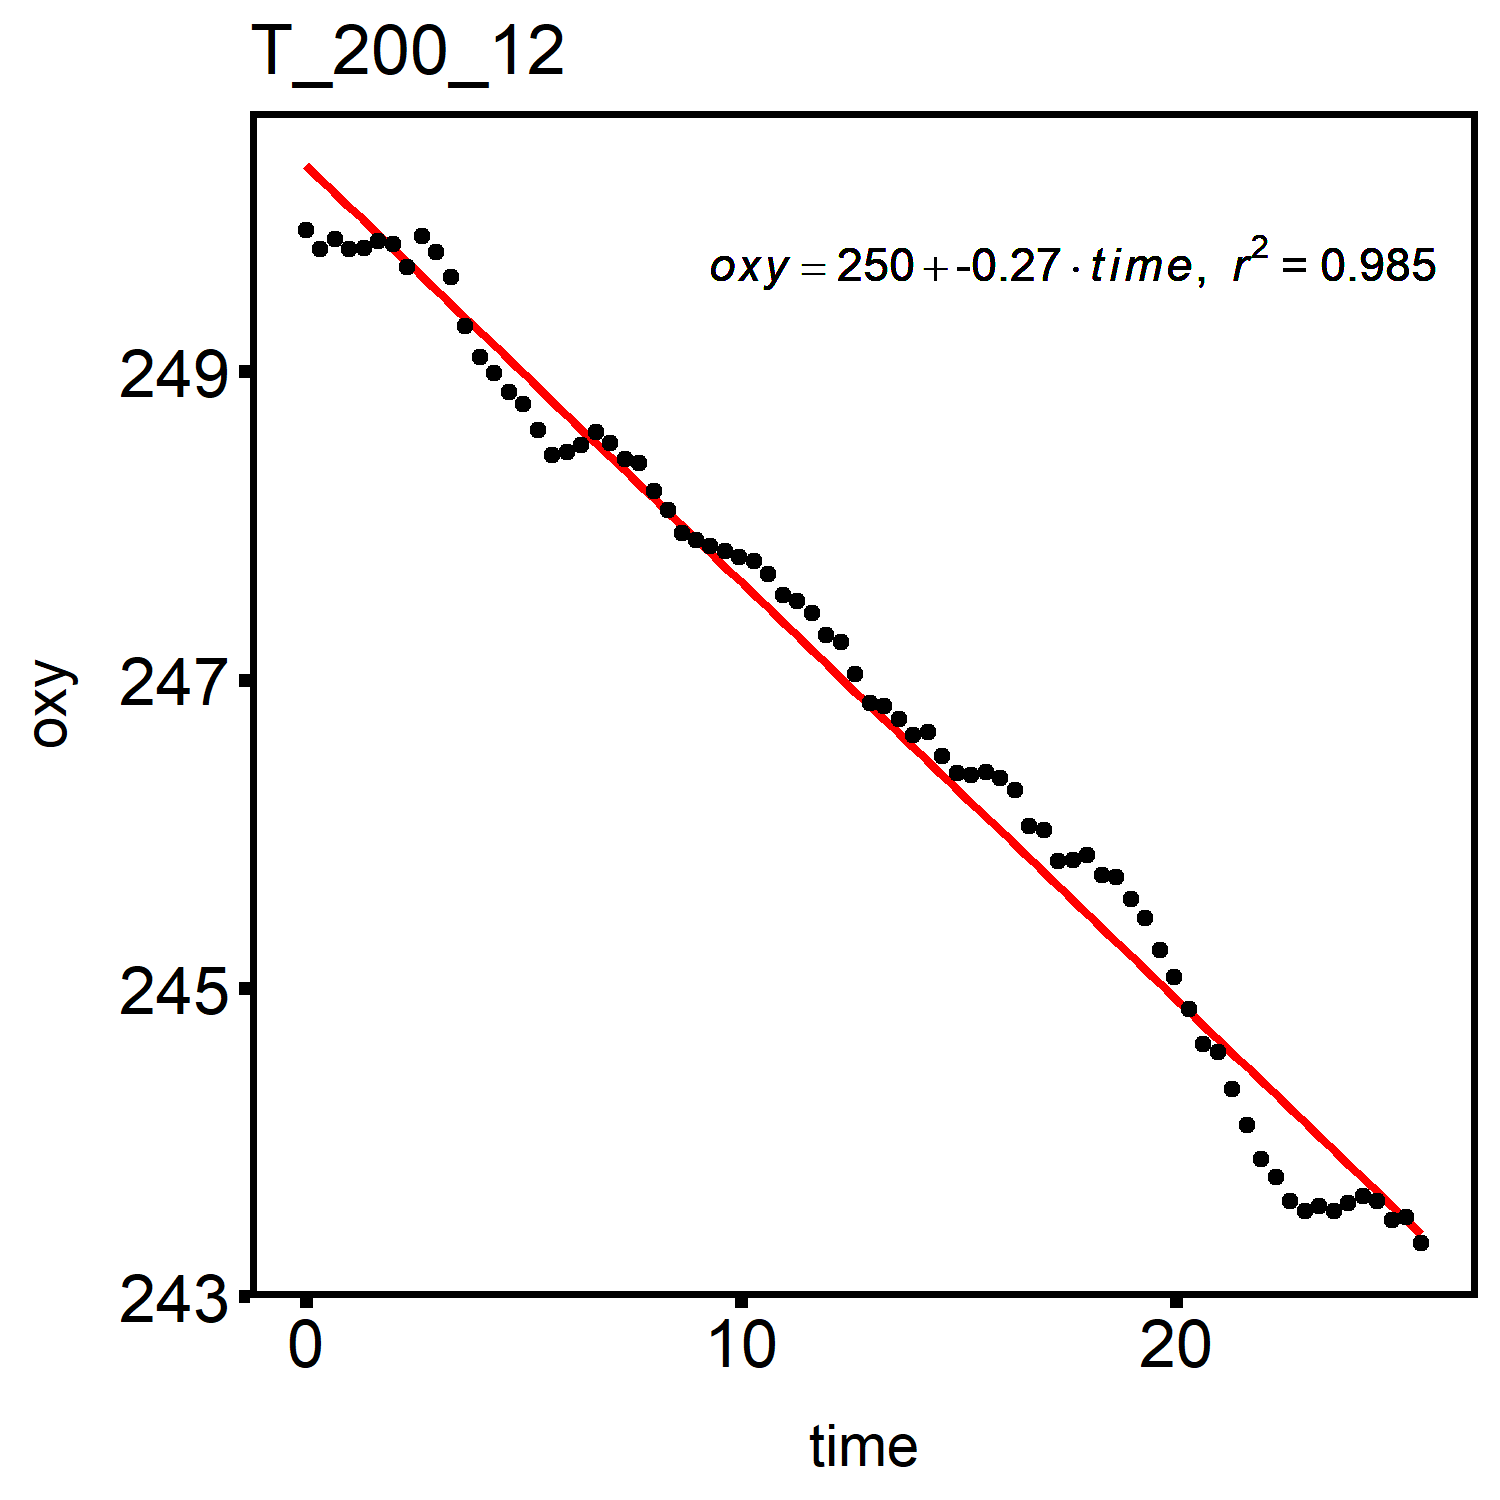 T_200_12
oxy = 250 + -0.27 · time, r² = 0.985
249
247
245
243
oxy
0 10 20
time